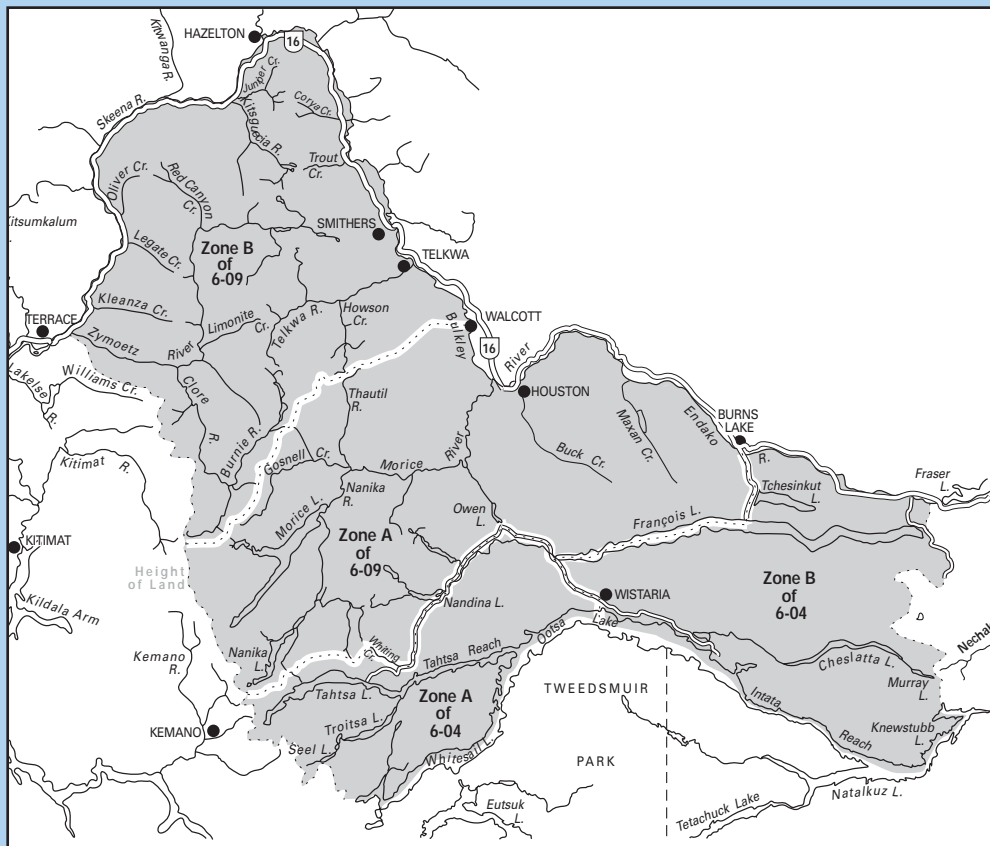 HAZELTON
16
Kitwanga R.
Skeena R.
Juniper Cr.
Kitsguecla R.
Corya Cr.
Trout
Cr.
Oliver Cr.
Red Canyon
Cr.
Kitsumkalum
SMITHERS
TELKWA
Legate Cr.
Zone B
of
6-09
Kleanza Cr.
TERRACE
Limonite
Cr.
Telkwa R.
Howson
Cr.
WALCOTT
Bulkley
River
16
Zymoetz
River
Lakelse
R.
Williams Cr.
Clore
R.
Burnie R.
Thautil
R.
HOUSTON
Maxan Cr.
Endako
R.
BURNS
LAKE
Buck Cr.
Kitimat R.
Gosnell Cr.
Morice
River
Nanika
R.
Morice L.
Owen
L.
Tchesinkut
L.
Fraser
L.
François L.
KITIMAT
Zone A
of
6-09
Height
of Land
Kildala Arm
Nandina L.
WISTARIA
Zone B
of
6-04
Kemano
R.
Nanika
L.
Whiting
Cr.
Tahtsa Reach
Ootsa
Lake
Cheslatta L.
Nechak
Murray
L.
Tahtsa L.
Zone A
of
6-04
TWEEDSMUIR
PARK
Intata
Reach
Knewstubb
L.
KEMANO
Troitsa L.
Seel L.
Whitesail L.
Eutsuk
L.
Tetachuck Lake
Natalkuz L.